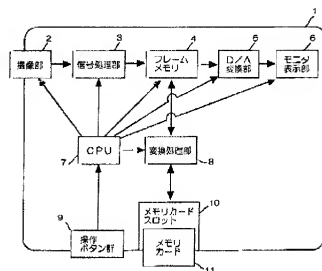 1
2
3
4
5
6
撮像部
信号処理部
フレーム
メモリ
D/A
変換部
モニタ
表示部
CPU
7
変換処理部
8
9
操作
ボタン群
メモリカード
スロット
10
メモリ
カード
11